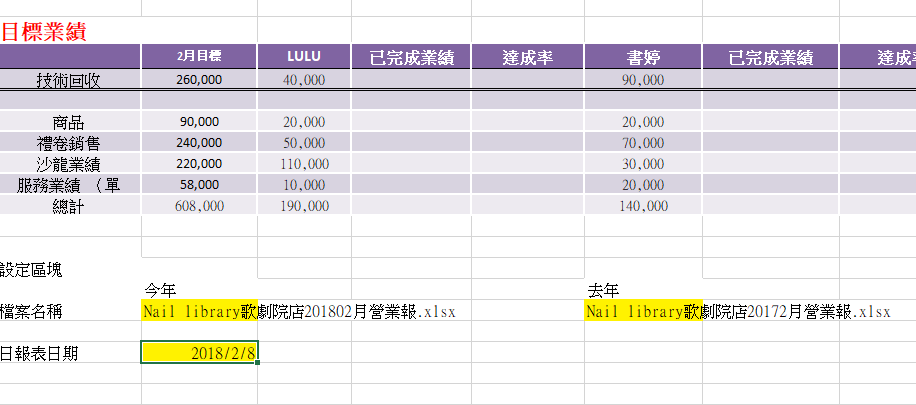 目標業績
2月目標 LULU 已完成業績 達成率 書婷 已完成業績 達成率
技術回收 260,000 40,000 90,000
商品 90,000 20,000 20,000
禮卷銷售 240,000 50,000 70,000
沙龍業績 220,000 110,000 30,000
服務業績 (單 58,000 10,000 20,000
總計 608,000 190,000 140,000
設定區塊
今年 去年
檔案名稱 Nail library歌劇院店201802月營業報.xlsx Nail library歌劇院店20172月營業報.xlsx
日報表日期 2018/2/8